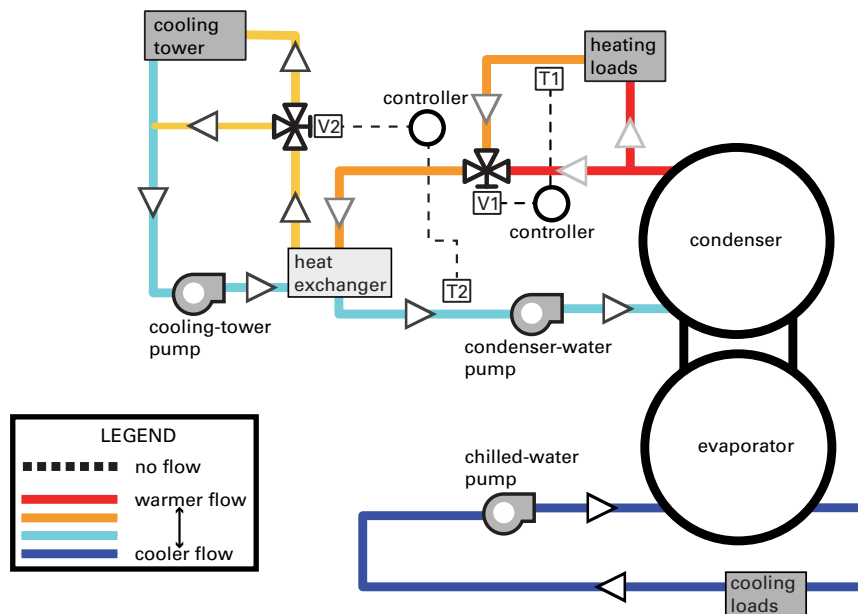 cooling
tower
heating
loads
T1
controller
V2
V1
controller
condenser
heat
exchanger
T2
cooling-tower
pump
condenser-water
pump
LEGEND
no flow
warmer flow
cooler flow
evaporator
chilled-water
pump
cooling
loads